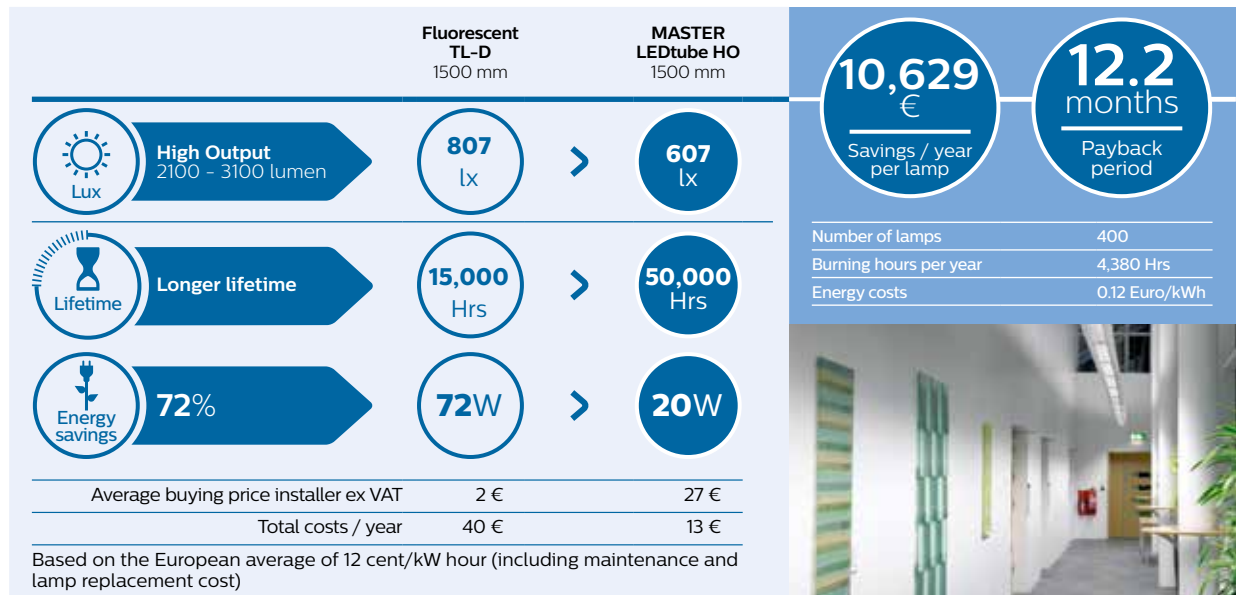 Fluorescent
TL-D
1500 mm
MASTER
LEDtube HO
1500 mm
Lux
High Output
2100 - 3100 lumen
807
lx
>
607
lx
Lifetime
Longer lifetime
15,000
Hrs
>
50,000
Hrs
Energy
savings
72%
72W
>
20W
Average buying price installer ex VAT 2 € 27 €
Total costs / year 40 € 13 €
Based on the European average of 12 cent/kW hour (including maintenance and
lamp replacement cost)
10,629
€
Savings / year
per lamp
12.2
months
Payback
period
Number of lamps 400
Burning hours per year 4,380 Hrs
Energy costs 0.12 Euro/kWh